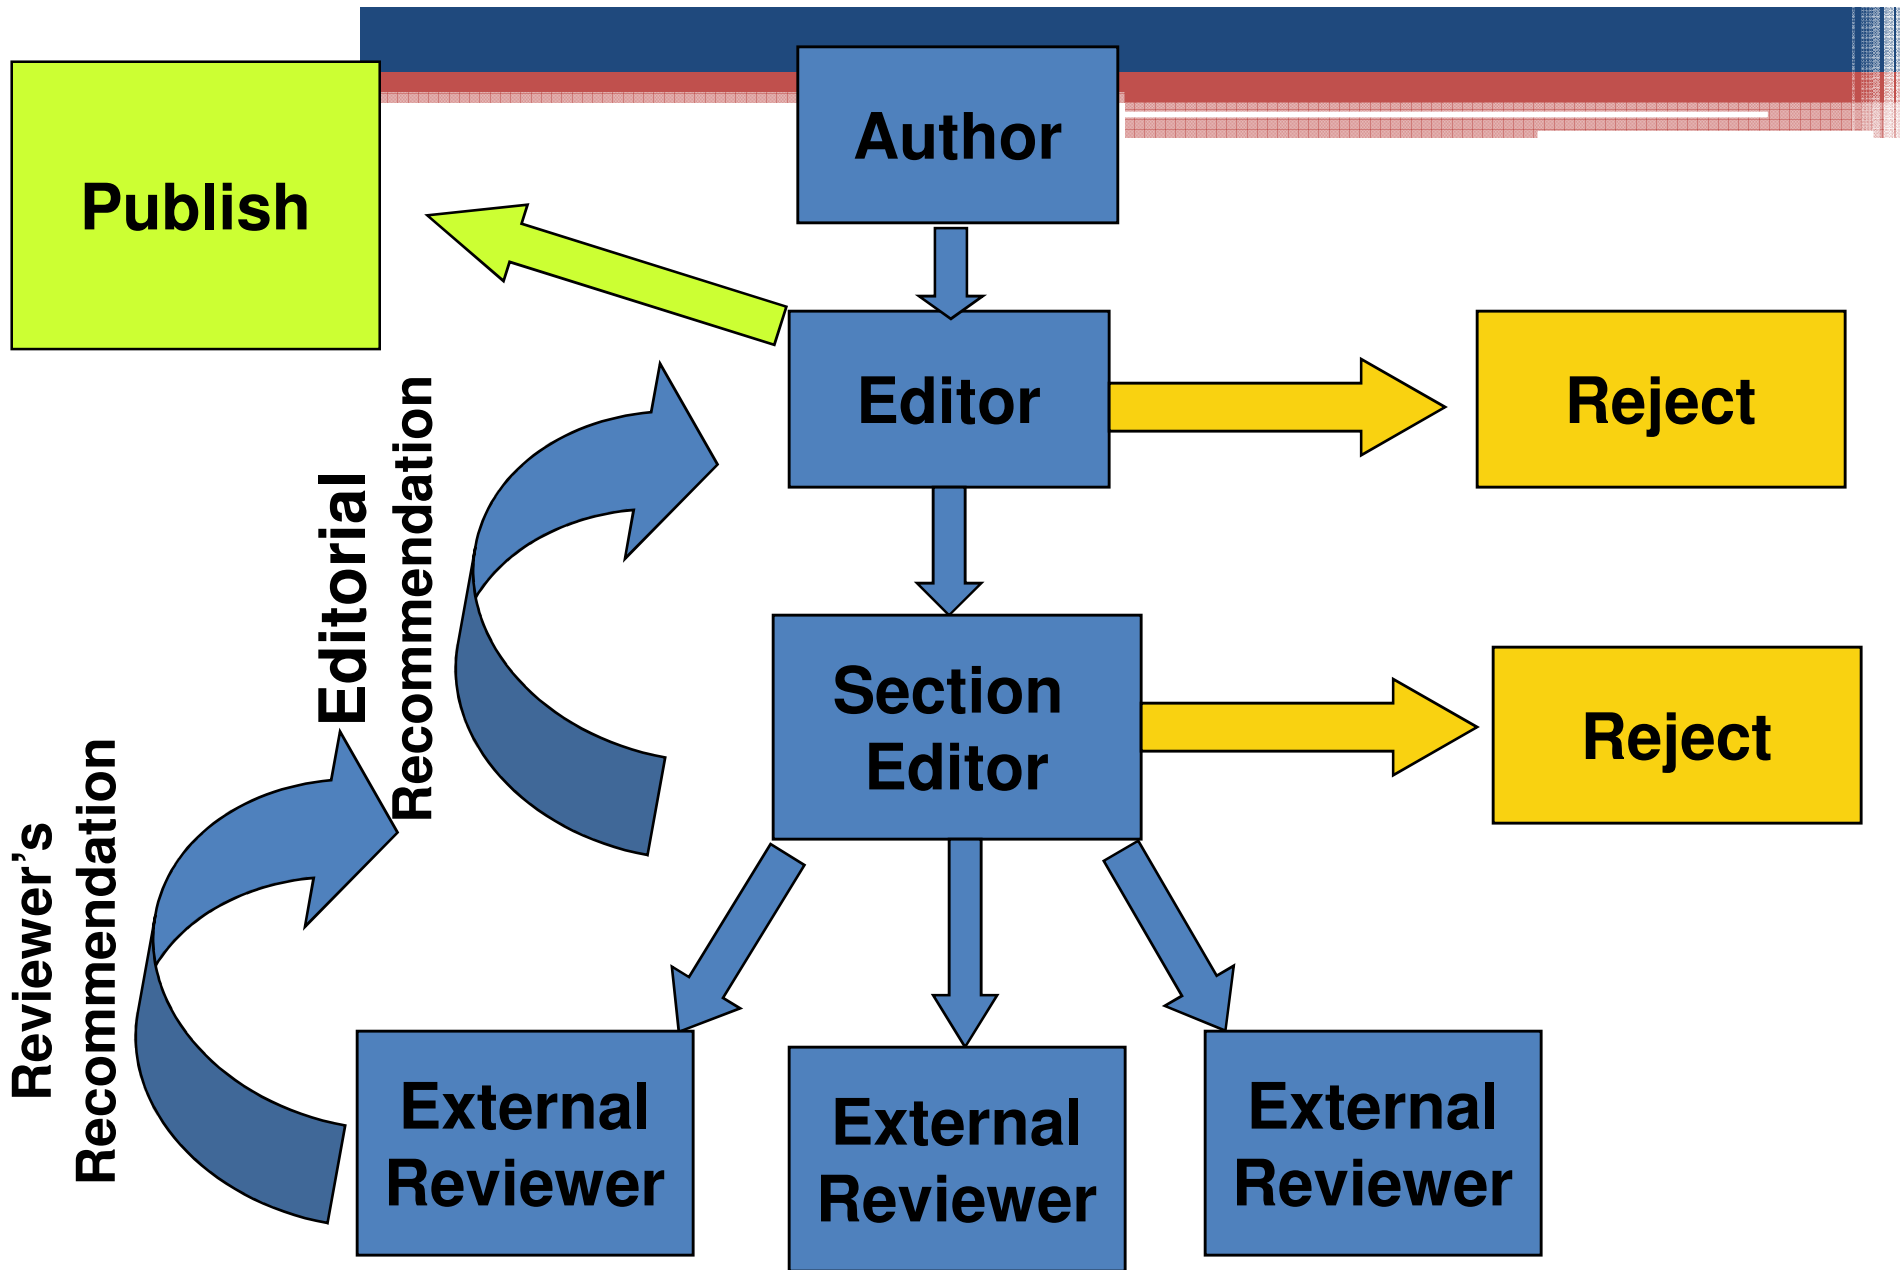 Author
Publish
Editor
Reject
Editorial
Recommendation
Section
Editor
Reject
Reviewer’s
Recommendation
External
Reviewer
External
Reviewer
External
Reviewer